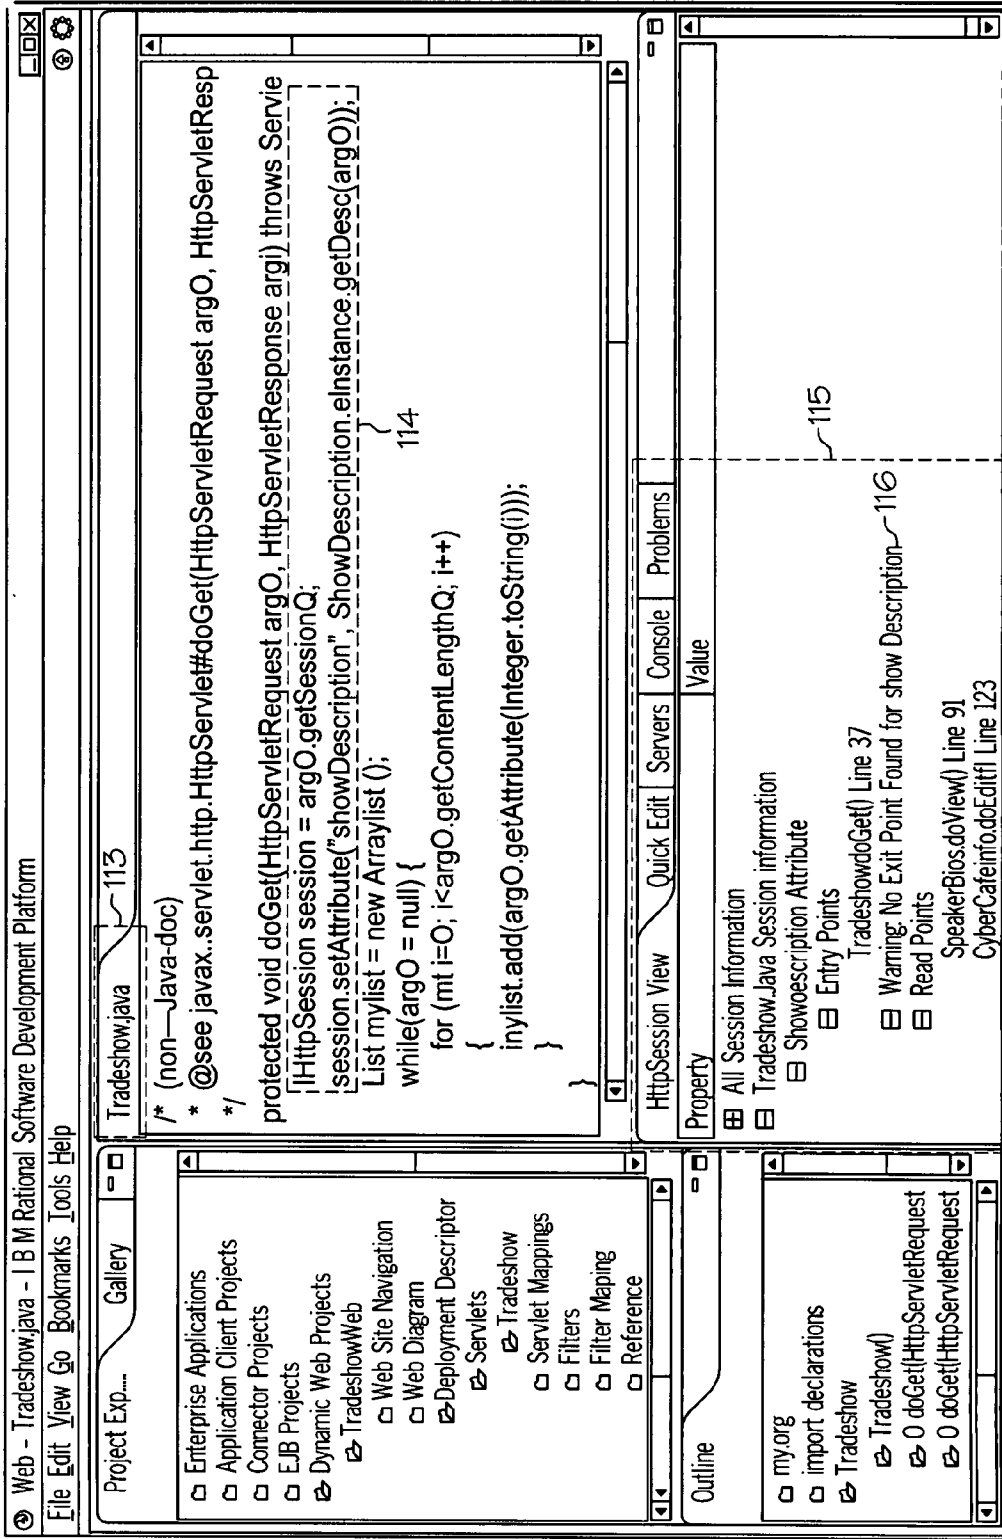 Web - Tradeshow.java - I B M Rational Software Development Platform
File Edit View Go Bookmarks Tools Help
Project Exp.... Gallery
Enterprise Applications
Application Client Projects
Connector Projects
EJB Projects
Dynamic Web Projects
TradeshowWeb
Web Site Navigation
Web Diagram
Deployment Descriptor
Servlets
Tradeshow
Servlet Mappings
Filters
Filter Maping
Reference
Outline
my.org
import declarations
Tradeshow
Tradeshow()
O doGet(HttpServletRequest
O doGet(HttpServletRequest
Tradeshow.java
113
/* (non—Java-doc)
* @see javax..servlet.http.HttpServlet#doGet(HttpServletRequest argO, HttpServletResp
*/
protected void doGet(HttpServletRequest argO, HttpServletResponse argi) throws Servie
IHttpSession session = argO.getSessionQ;
session.setAttribute("showDescription", ShowDescription.eInstance.getDesc(argO));
114
List mylist = new Arraylist ();
while(argO = null) {
for (mt i=O; i<argO.getContentLengthQ; i++)
{
inylist.add(argO.getAttribute(Integer.toString(i)));
}
}
HttpSession View Quick Edit Servers Console Problems
Property Value
All Session Information
Tradeshow.Java Session information
Showoescription Attribute
Entry Points
TradeshowdoGet() Line 37
Warning: No Exit Point Found for show Description 116
Read Points
SpeakerBios.doView() Line 91
CyberCafeinfo.doEditfl Line 123
115